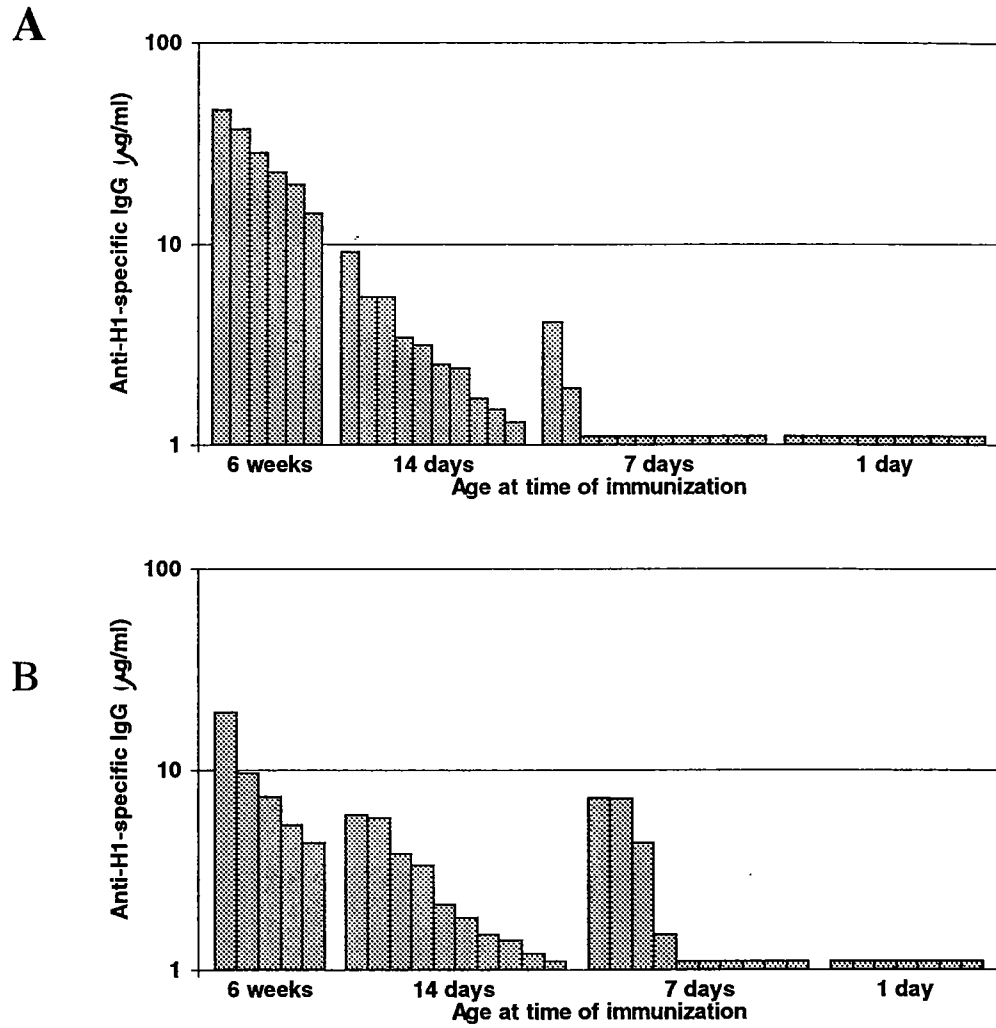 A
100
10
1
Anti-H1-specific IgG (µg/ml)
6 weeks 14 days 7 days 1 day
Age at time of immunization
B
100
10
1
Anti-H1-specific IgG (µg/ml)
6 weeks 14 days 7 days 1 day
Age at time of immunization